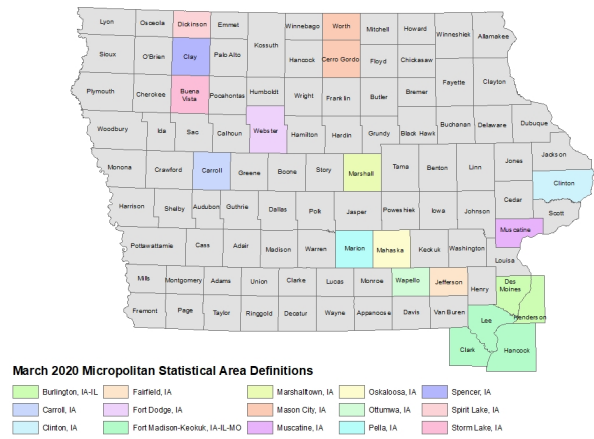 Lyon Osceola Dickinson Emmet Winnebago Worth Mitchell Howard Winneshiek Allamakee
Kossuth
Sioux O'Brien Clay Palo Alto Hancock Cerro Gordo Floyd Chickasaw
Plymouth Cherokee Buena Vista Pocahontas Humboldt Wright Franklin Butler Bremer Fayette Clayton
Woodbury Ida Sac Calhoun Webster Hamilton Hardin Grundy Black Hawk Buchanan Delaware Dubuque
Monona Crawford Carroll Greene Boone Story Marshall Tama Benton Linn Jones Jackson
Clinton
Harrison Shelby Audubon Guthrie Dallas Polk Jasper Poweshiek Iowa Johnson Cedar Scott
Muscatine
Pottawattamie Cass Adair Madison Warren Marion Mahaska Keokuk Washington Louisa
Mills Montgomery Adams Union Clarke Lucas Monroe Wapello Jefferson Henry Des Moines
Henderson
Fremont Page Taylor Ringgold Decatur Wayne Appanoose Davis Van Buren Lee
Clark Hancock
March 2020 Micropolitan Statistical Area Definitions
Burlington, IA-IL Fairfield, IA Marshalltown, IA Oskaloosa, IA Spencer, IA
Carroll, IA Fort Dodge, IA Mason City, IA Ottumwa, IA Spirit Lake, IA
Clinton, IA Fort Madison-Keokuk, IA-IL-MO Muscatine, IA Pella, IA Storm Lake, IA